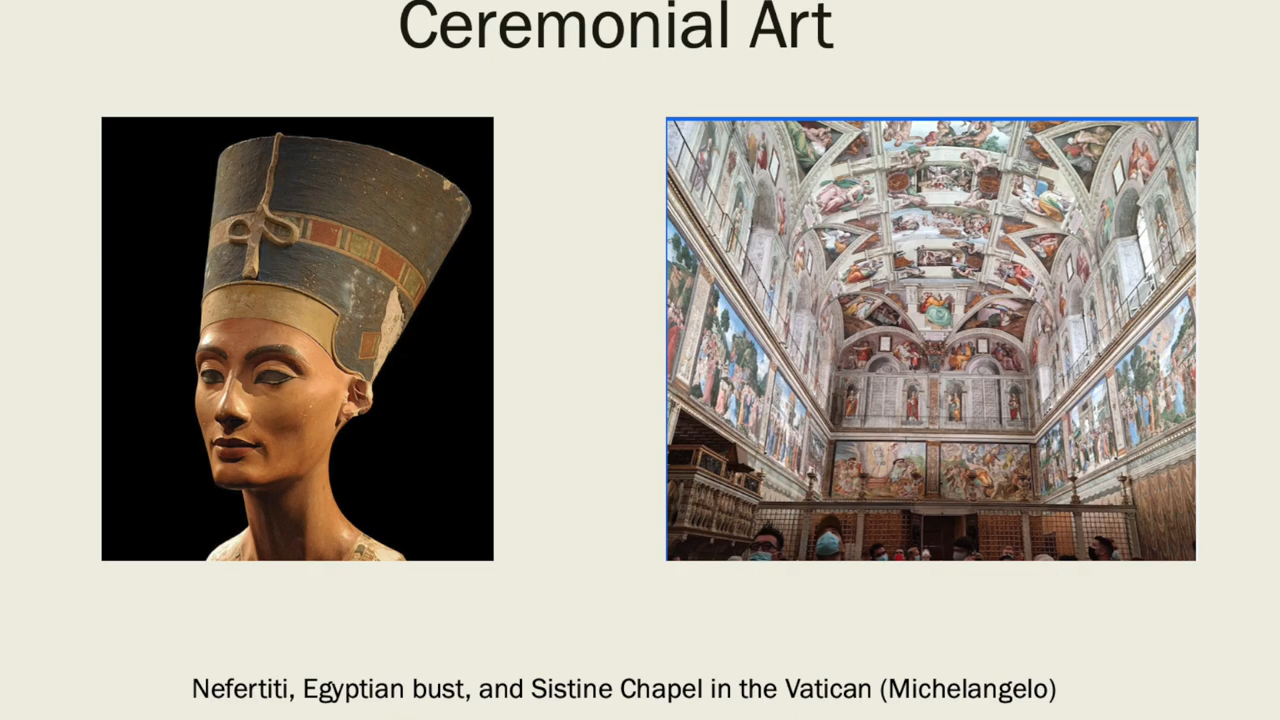 Ceremonial Art
Nefertiti, Egyptian bust, and Sistine Chapel in the Vatican (Michelangelo)